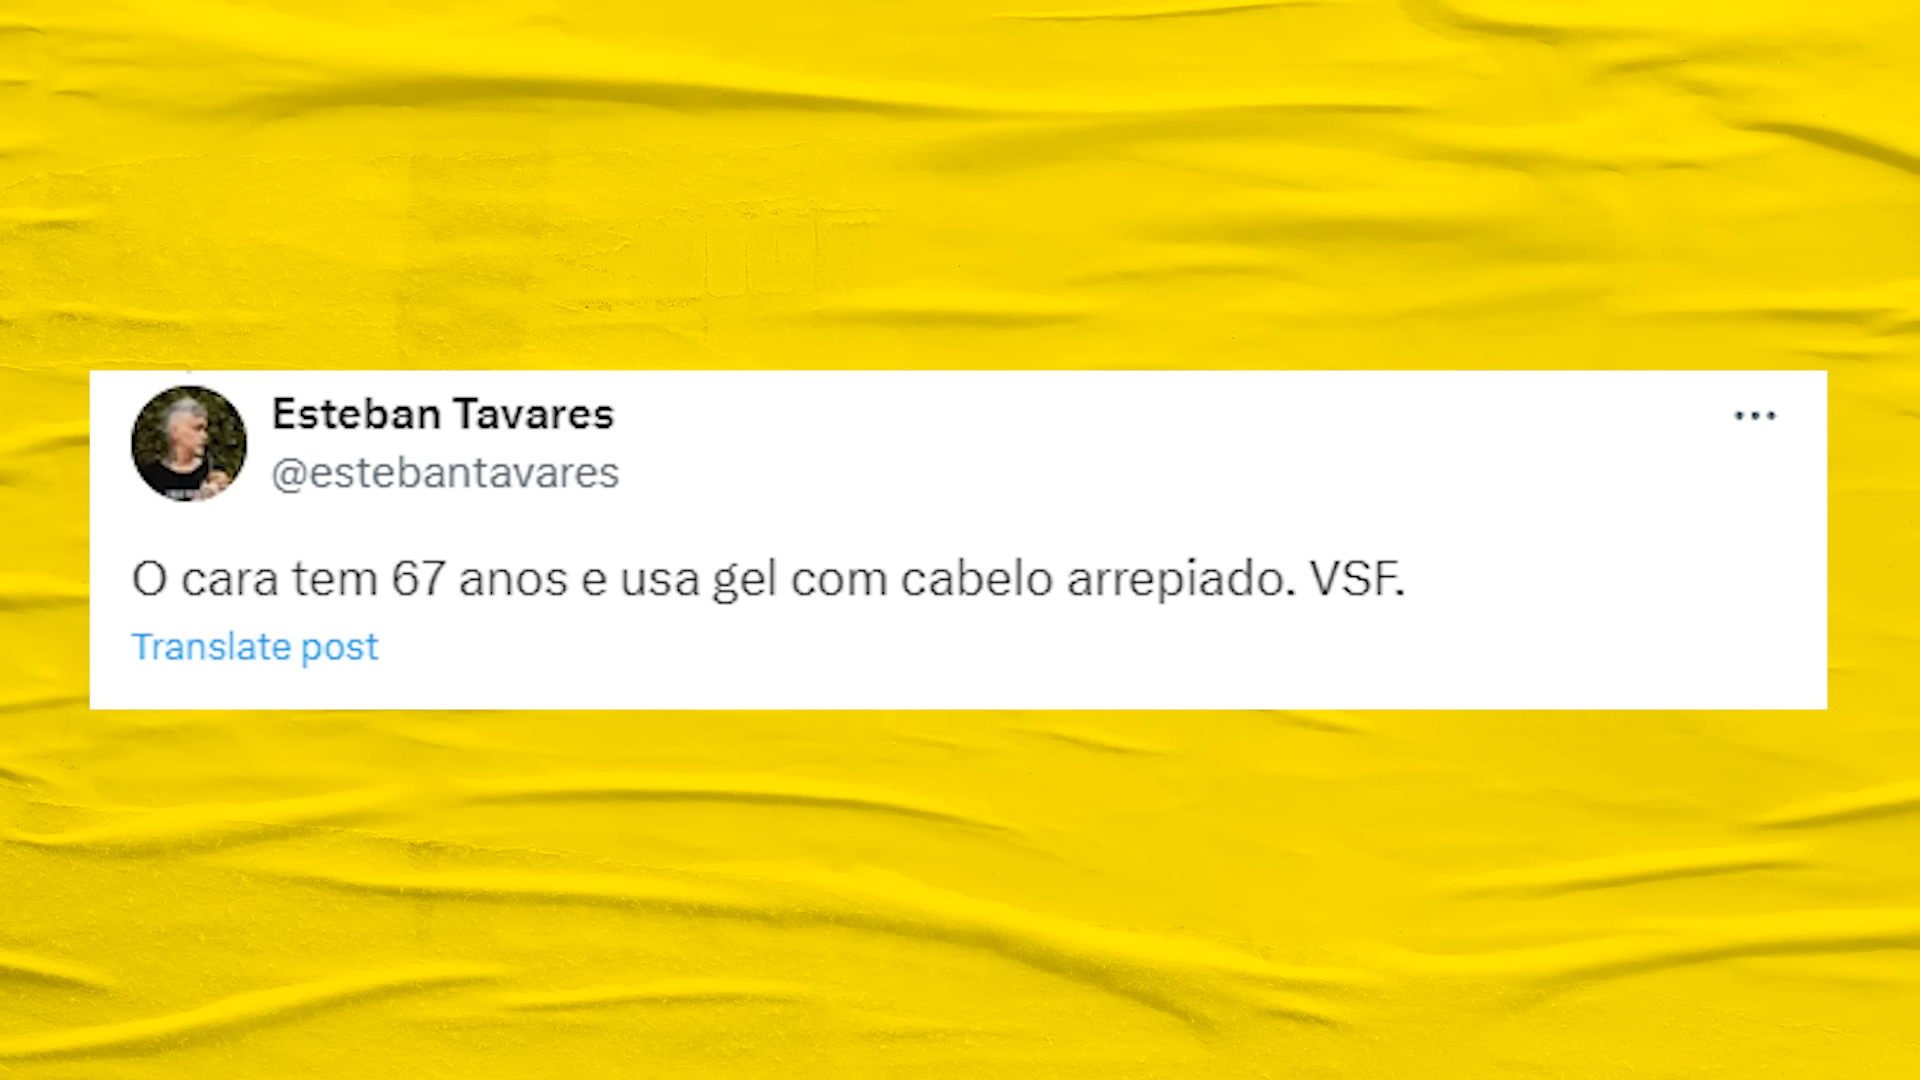 Esteban Tavares
@estebantavares
O cara tem 67 anos e usa gel com cabelo arrepiado. VSF.
Translate post